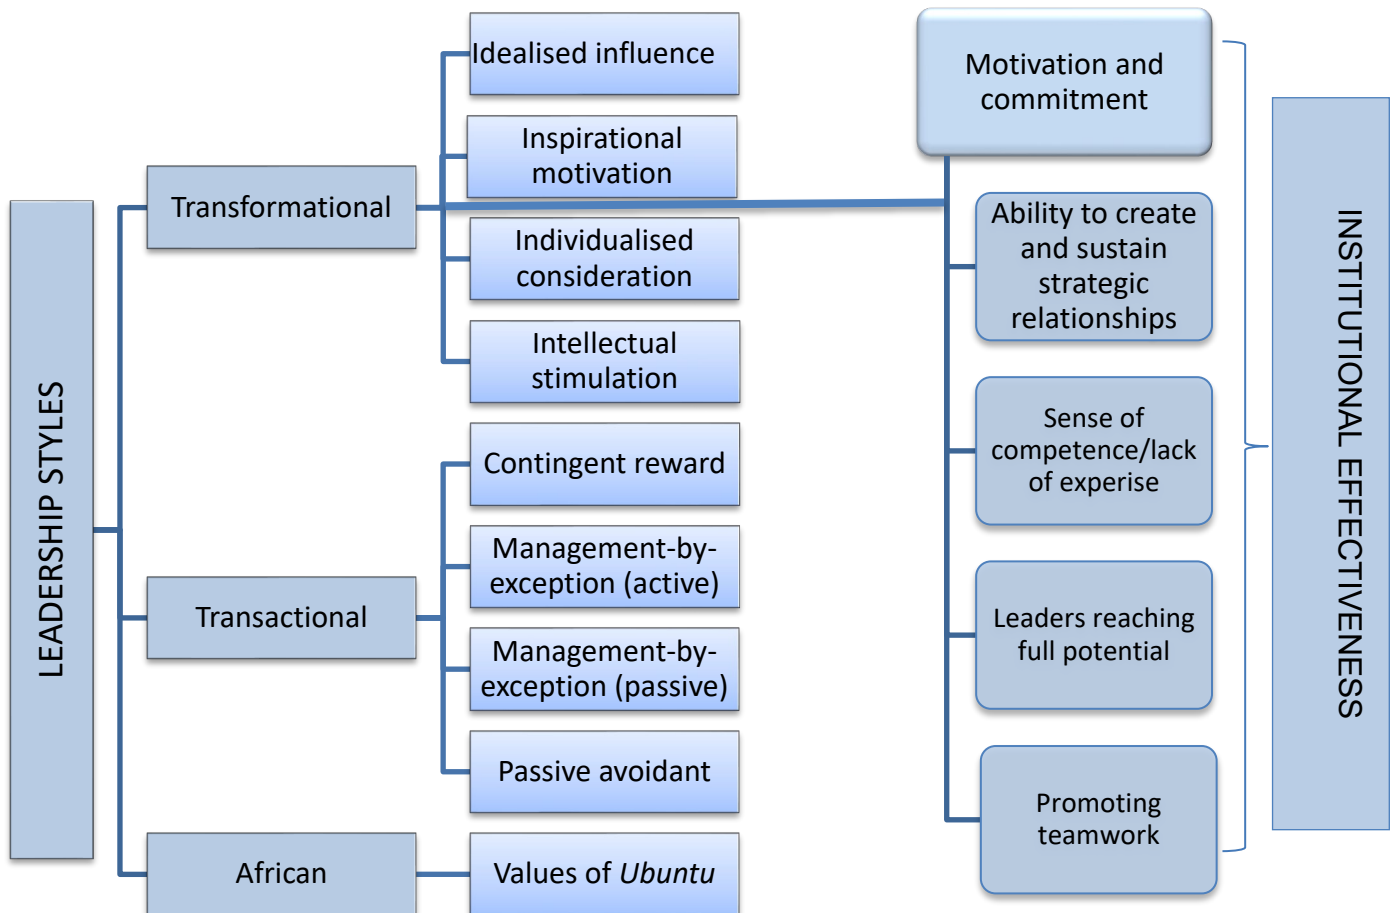 LEADERSHIP STYLES
Transformational
Idealised influence
Inspirational
motivation
Individualised
consideration
Intellectual
stimulation
Transactional
Contingent reward
Management-by-
exception (active)
Management-by-
exception (passive)
Passive avoidant
African
Values of Ubuntu
Motivation and
commitment
Ability to create
and sustain
strategic
relationships
Sense of
competence/lack
of experise
Leaders reaching
full potential
Promoting
teamwork
INSTITUTIONAL EFFECTIVENESS